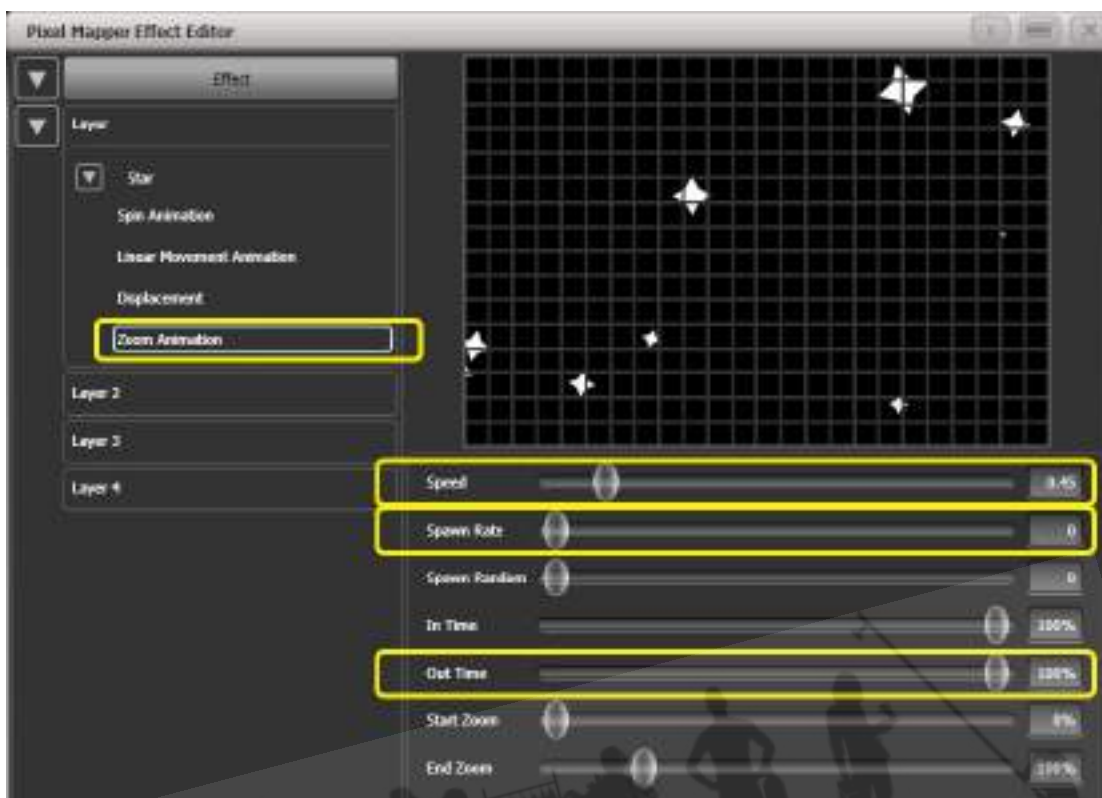 Pixel Mapper Effect Editor
Effect
Layer
Star
Spin Animation
Linear Movement Animation
Displacement
Zoom Animation
Layer 2
Layer 3
Layer 4
Speed 0.45
Spawn Rate 0
Spawn Random 0
In Time 100%
Out Time 100%
Start Zoom 0%
End Zoom 100%